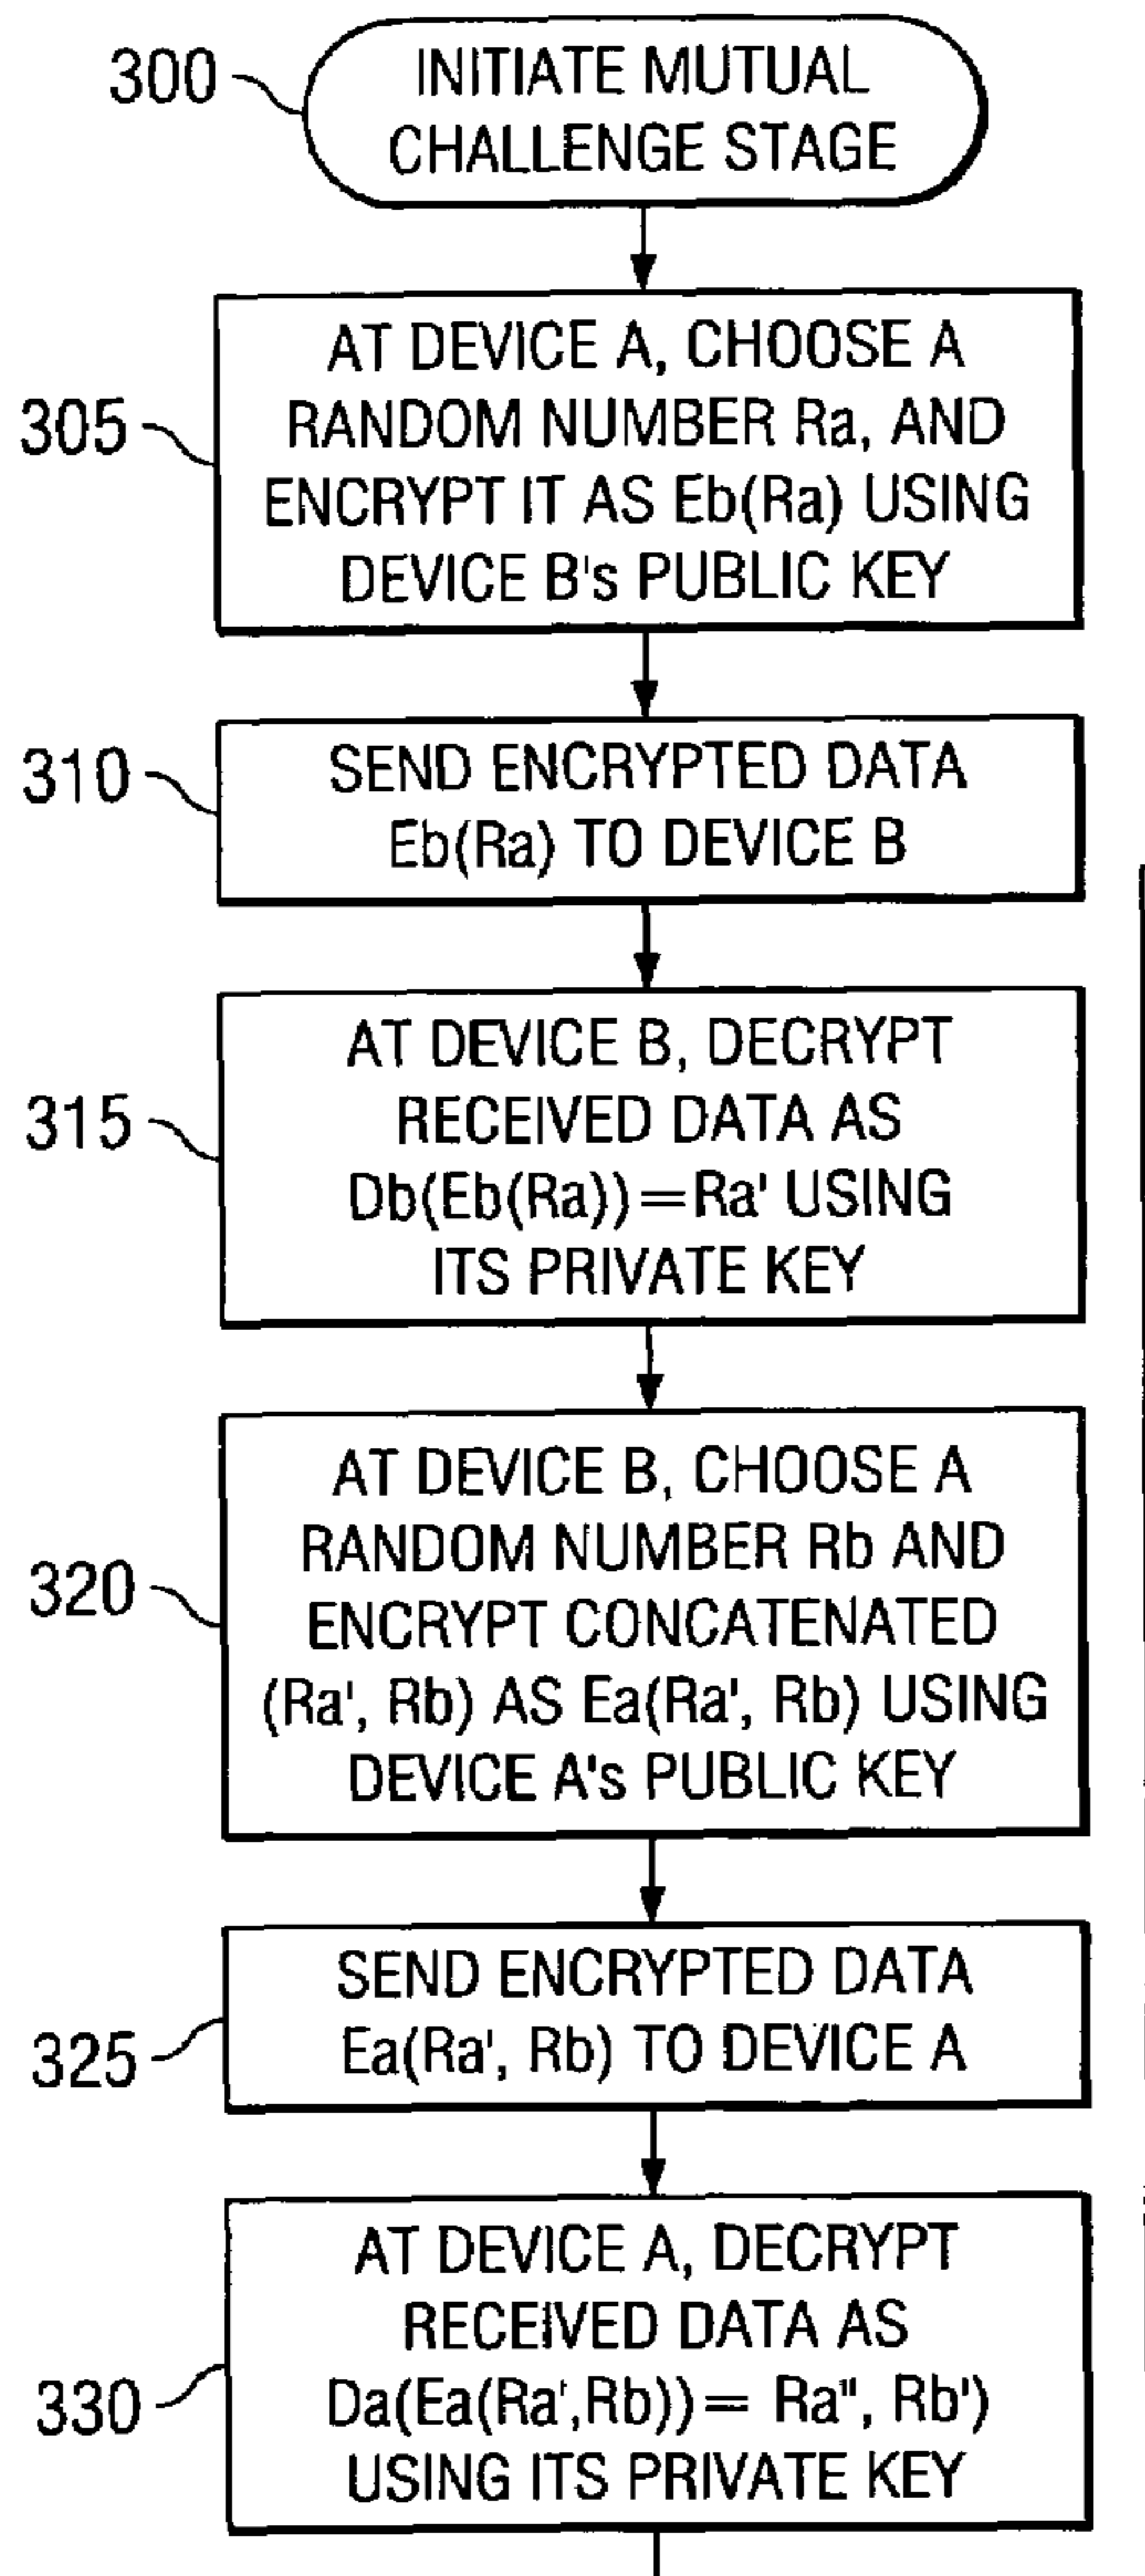 300
INITIATE MUTUAL
CHALLENGE STAGE
305
AT DEVICE A, CHOOSE A
RANDOM NUMBER Ra, AND
ENCRYPT IT AS Eb(Ra) USING
DEVICE B's PUBLIC KEY
310
SEND ENCRYPTED DATA
Eb(Ra) TO DEVICE B
315
AT DEVICE B, DECRYPT
RECEIVED DATA AS
Db(Eb(Ra))=Ra' USING
ITS PRIVATE KEY
320
AT DEVICE B, CHOOSE A
RANDOM NUMBER Rb AND
ENCRYPT CONCATENATED
(Ra', Rb) AS Ea(Ra', Rb) USING
DEVICE A's PUBLIC KEY
325
SEND ENCRYPTED DATA
Ea(Ra', Rb) TO DEVICE A
330
AT DEVICE A, DECRYPT
RECEIVED DATA AS
Da(Ea(Ra',Rb))= Ra", Rb')
USING ITS PRIVATE KEY